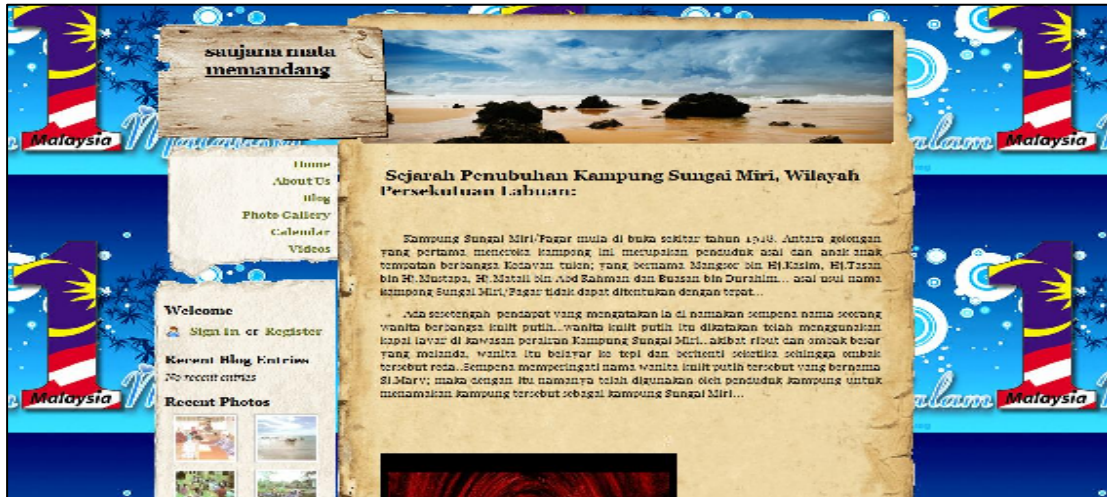 saujana mata
memandang
Home
About Us
Blog
Photo Gallery
Calendar
Videos
Welcome
Sign In or Register
Recent Blog Entries
No recent entries
Recent Photos
Sejarah Penubuhan Kampung Sungai Miri, Wilayah
Persekutuan Labuan:
Kampung Sungai Miri/Pagar mula di buka sekitar tahun Antara golongan
yang pertama meneroka kampong ini merupakan penduduk asal dan anak-anak
tempatan berbangsa Kedayan tulen; yang bernama Mangsor bin Hj.Kasim, Hj.Tasan
bin Hj.Mustapa, Hj.Matali bin Abd Rahman dan Buasan bin Durahim... asal usul nama
kampong Sungai Miri/Pagar tidak dapat ditentukan dengan tepat...
Ada sesetengah pendapat yang mengatakan ia di namakan sempena nama seorang
wanita berbangsa kulit putih...wanita kulit putih itu dikatakan telah menggunakan
kapal layar di kawasan perairan Kampung Sungai Miri...akibat ribut dan ombak besar
yang melanda, wanita itu belayar ke tepi dan berhenti seketika sehingga ombak
tersebut reda..Sempena memperingati nama wanita kulit putih tersebut yang bernama
Si.Mary; maka dengan itu namanya telah digunakan oleh penduduk kampung untuk
menamakan kampung tersebut sebagai kampung Sungai Miri...
Malaysia
Malaysia
Malaysia
Malaysia